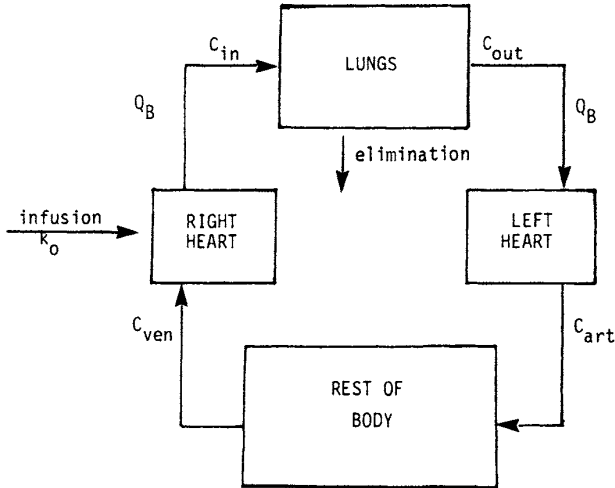 C_in
LUNGS
C_out
Q_B
Q_B
elimination
infusion
k_o
RIGHT
HEART
LEFT
HEART
C_ven
C_art
REST OF
BODY